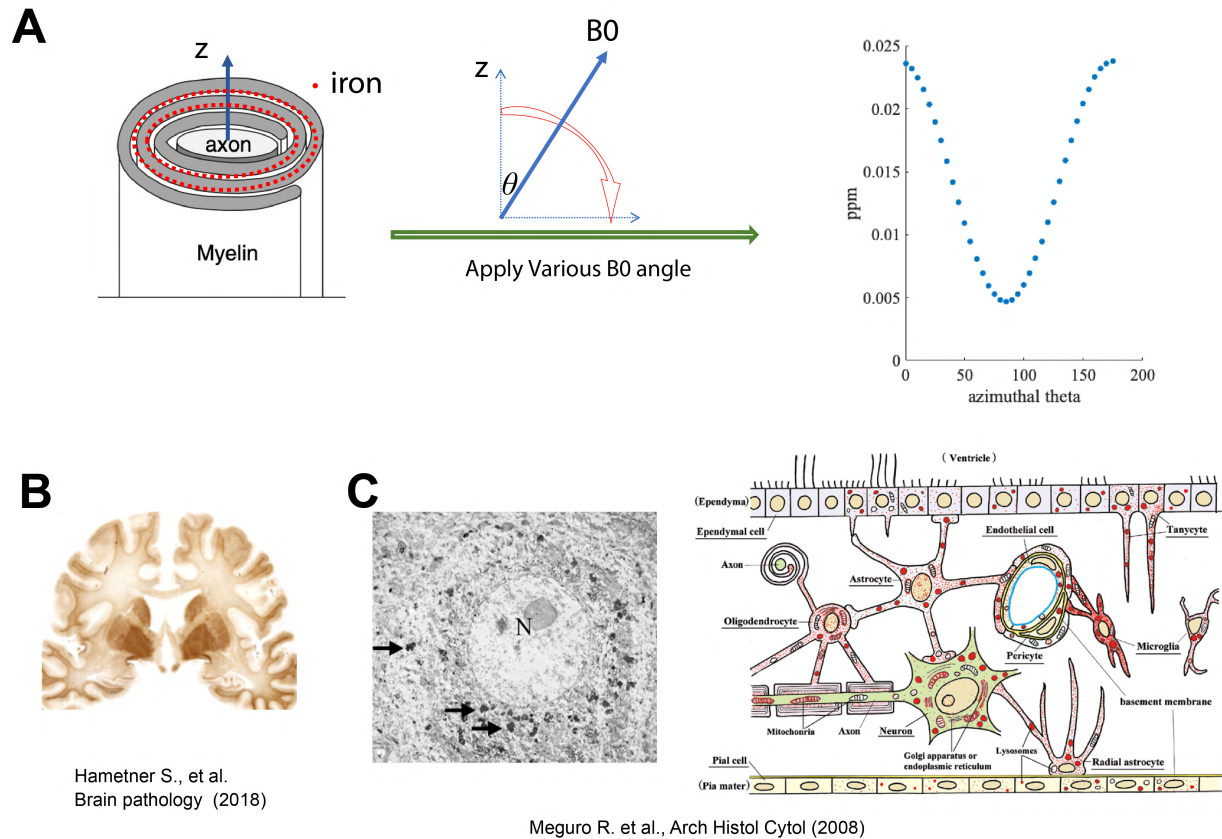 A
z
iron
axon
Myelin
B0
z
θ
Apply Various B0 angle
0.025
0.02
0.015
0.01
0.005
0
ppm
0
50
100
150
200
azimuthal theta
B
Hametner S., et al.
Brain pathology (2018)
C
N
( Ventricle )
(Ependyma)
Ependymal cell
Endothelial cell
Tanycyte
Axon
Astrocyte
Oligodendrocyte
Pericyte
Microglia
basement membrane
Mitochonria
Axon
Neuron
Golgi apparatus or
endoplasmic reticulum
Lysosomes
Radial astrocyte
Pial cell
(Pia mater)
Meguro R. et al., Arch Histol Cytol (2008)